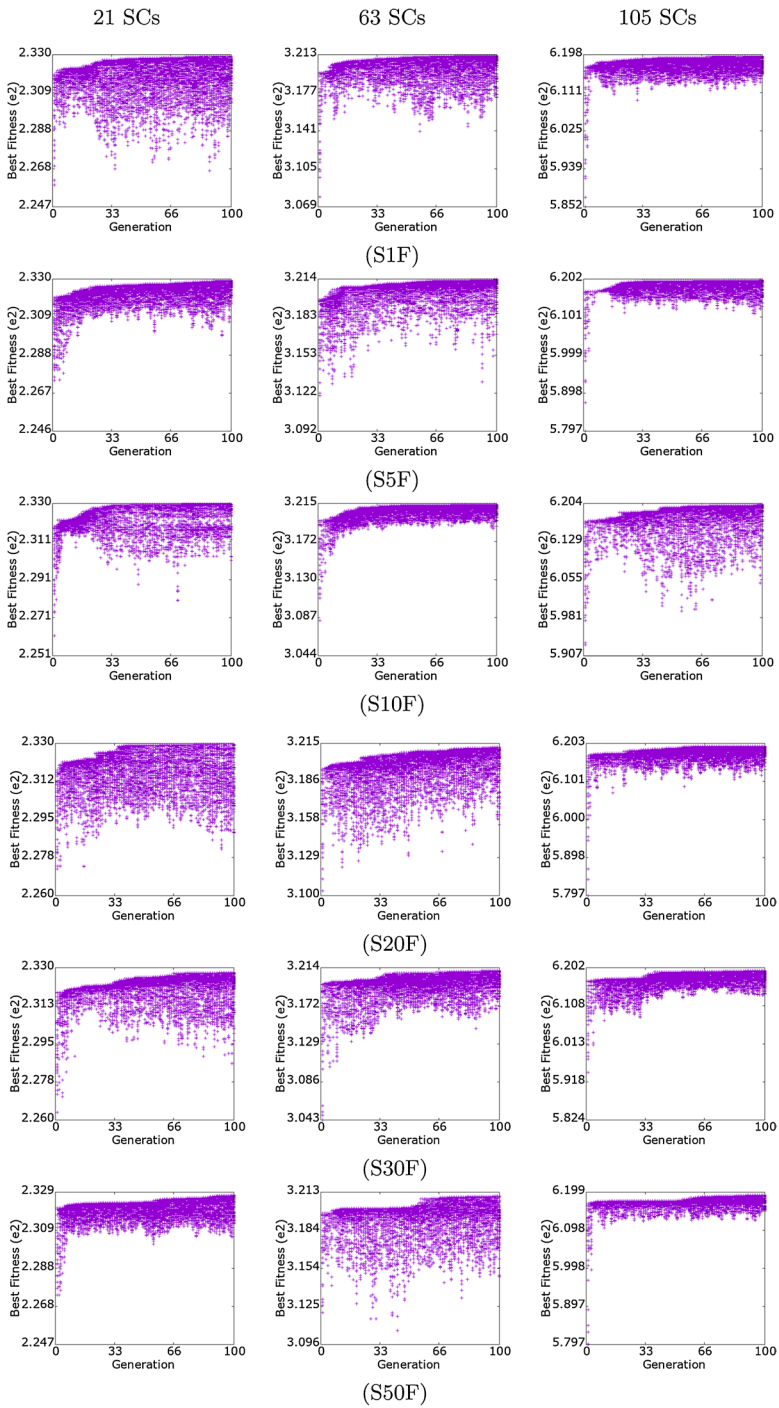 21 SCs 63 SCs 105 SCs
Best Fitness (e2)
2.330
2.309
2.288
2.268
2.247
0 33 66 100
Generation
Best Fitness (e2)
3.213
3.177
3.141
3.105
3.069
0 33 66 100
Generation
Best Fitness (e2)
6.198
6.111
6.025
5.939
5.852
0 33 66 100
Generation
(S1F)
Best Fitness (e2)
2.330
2.309
2.288
2.267
2.246
0 33 66 100
Generation
Best Fitness (e2)
3.214
3.183
3.153
3.122
3.092
0 33 66 100
Generation
Best Fitness (e2)
6.202
6.101
5.999
5.898
5.797
0 33 66 100
Generation
(S5F)
Best Fitness (e2)
2.330
2.311
2.291
2.271
2.251
0 33 66 100
Generation
Best Fitness (e2)
3.215
3.172
3.130
3.087
3.044
0 33 66 100
Generation
Best Fitness (e2)
6.204
6.129
6.055
5.981
5.907
0 33 66 100
Generation
(S10F)
Best Fitness (e2)
2.330
2.312
2.295
2.278
2.260
0 33 66 100
Generation
Best Fitness (e2)
3.215
3.186
3.158
3.129
3.100
0 33 66 100
Generation
Best Fitness (e2)
6.203
6.101
6.000
5.898
5.797
0 33 66 100
Generation
(S20F)
Best Fitness (e2)
2.330
2.313
2.295
2.278
2.260
0 33 66 100
Generation
Best Fitness (e2)
3.214
3.172
3.129
3.086
3.043
0 33 66 100
Generation
Best Fitness (e2)
6.202
6.108
6.013
5.918
5.824
0 33 66 100
Generation
(S30F)
Best Fitness (e2)
2.329
2.309
2.288
2.268
2.247
0 33 66 100
Generation
Best Fitness (e2)
3.213
3.184
3.154
3.125
3.096
0 33 66 100
Generation
Best Fitness (e2)
6.199
6.098
5.998
5.897
5.797
0 33 66 100
Generation
(S50F)